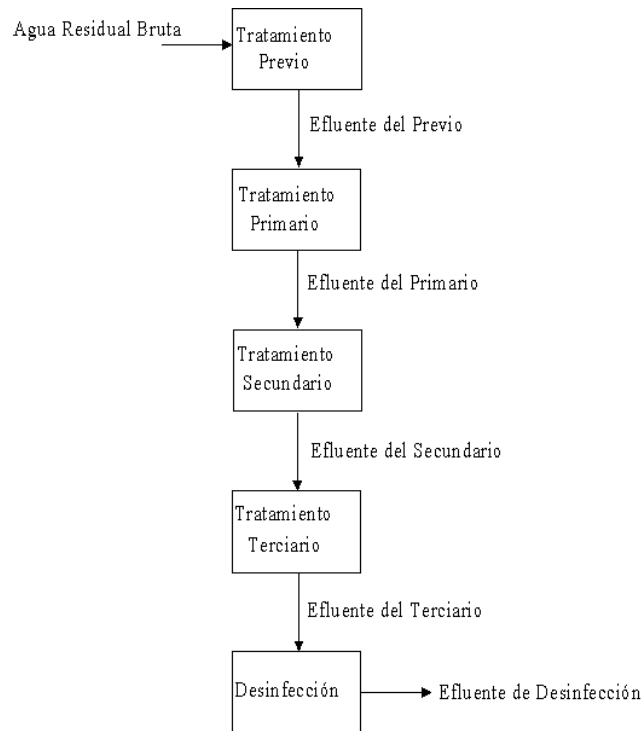 Agua Residual Bruta
Tratamiento
Previo
Efluente del Previo
Tratamiento
Primario
Efluente del Primario
Tratamiento
Secundario
Efluente del Secundario
Tratamiento
Terciario
Efluente del Terciario
Desinfección
Efluente de Desinfección